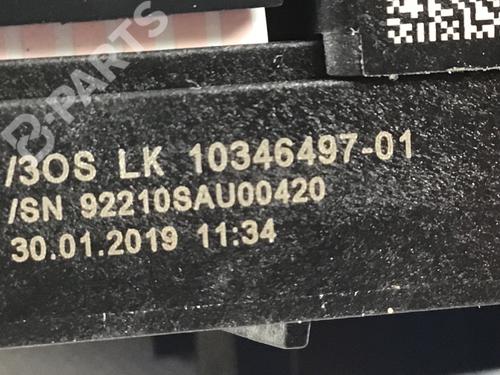 B-PARTS
/3OS LK 10346497-01
/SN 92210SAU00420
30.01.2019 11:34